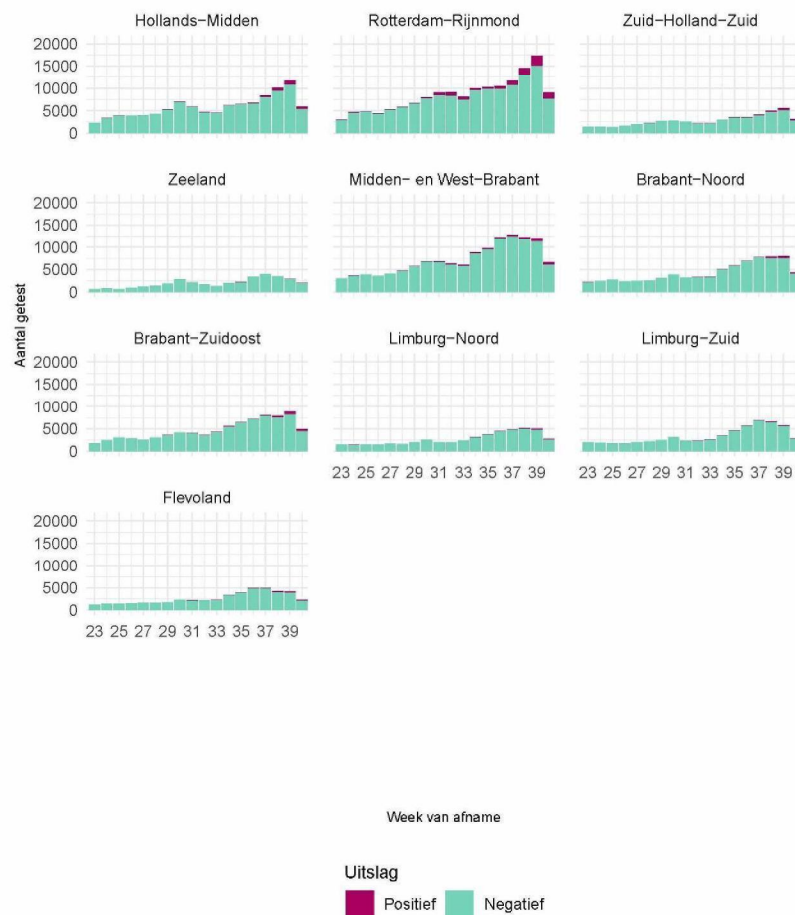 Hollands-Midden Rotterdam-Rijnmond Zuid-Holland-Zuid
20000
15000
10000
5000
0
Zeeland Midden- en West-Brabant Brabant-Noord
20000
15000
10000
5000
0
Aantal getest
Brabant-Zuidoost Limburg-Noord Limburg-Zuid
20000
15000
10000
5000
0
23 25 27 29 31 33 35 37 39 23 25 27 29 31 33 35 37 39
Flevoland
20000
15000
10000
5000
0
23 25 27 29 31 33 35 37 39
Week van afname
Uitslag
Positief Negatief